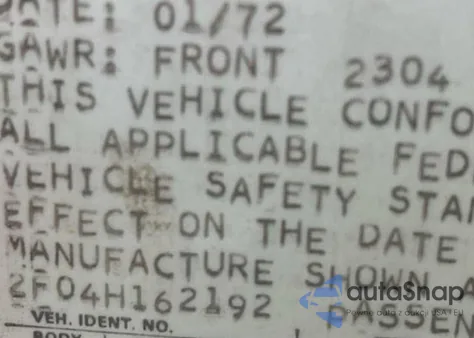 DATE: 01/72
GAWR: FRONT 2304
THIS VEHICLE CONFO
ALL APPLICABLE FED
VEHICLE SAFETY STA
EFFECT ON THE DATE
MANUFACTURE SHOWN A
2F04H162192 PASSEN
VEH. IDENT. NO.
autoSnap